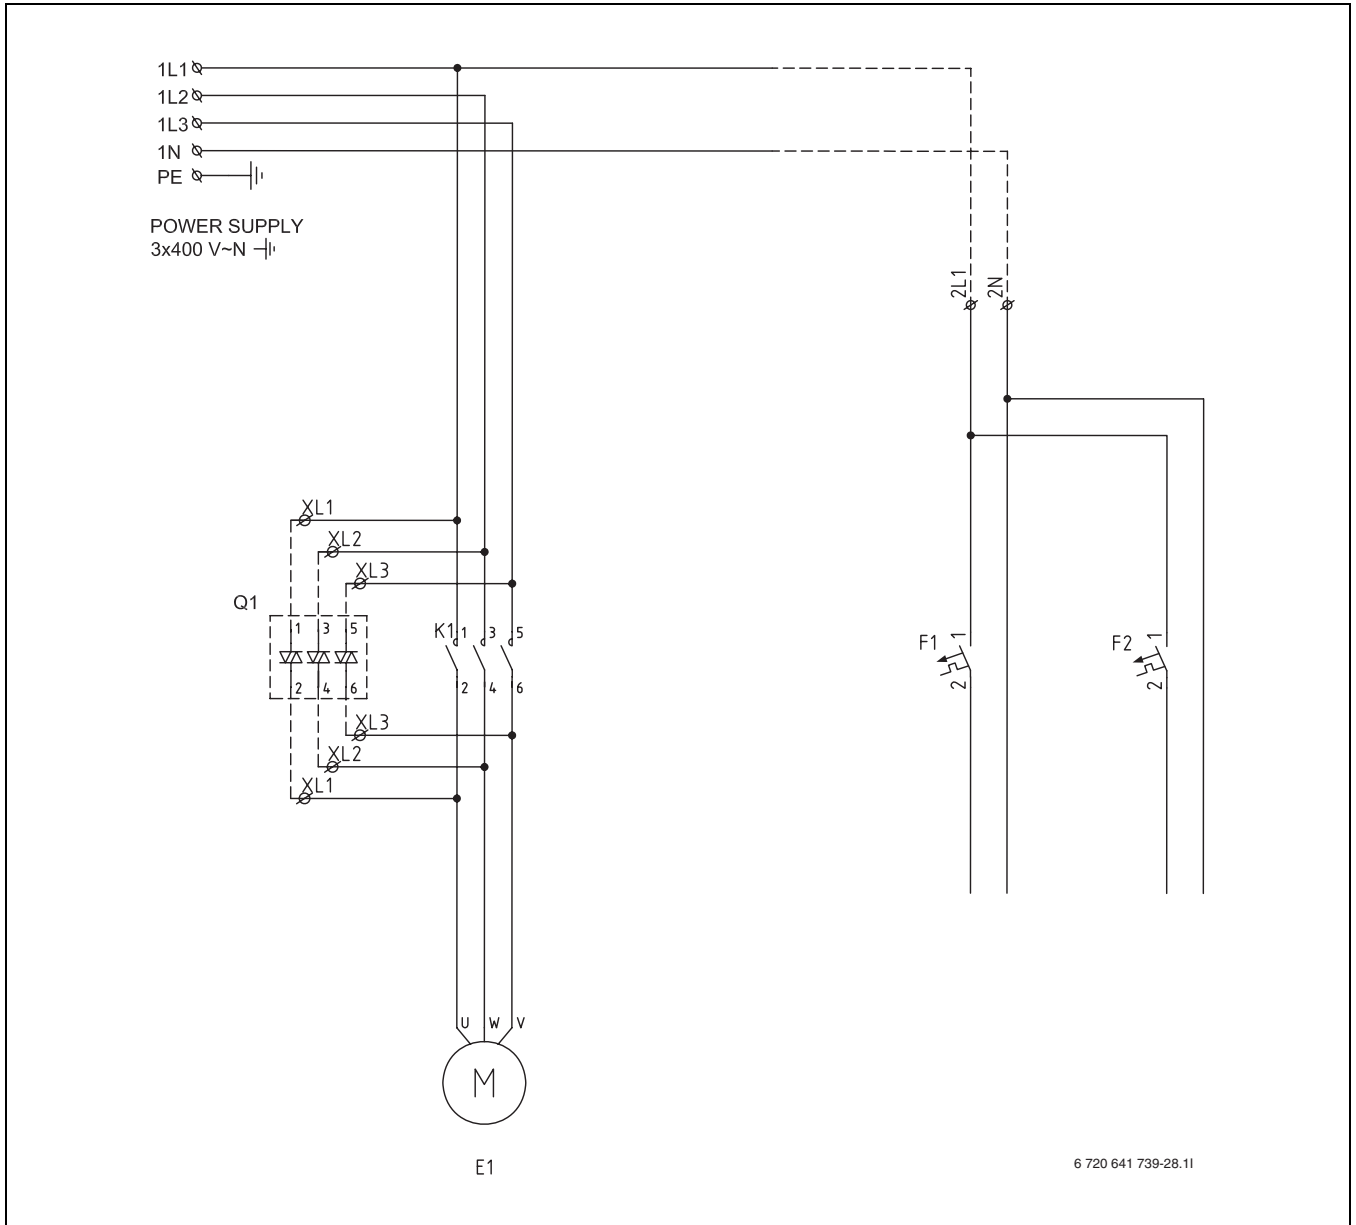 1L1
1L2
1L3
1N
PE
POWER SUPPLY
3x400 V~N
2L1
2N
XL1
XL2
XL3
Q1
1 3 5
2 4 6
K1 1 3 5
2 4 6
F1 1
2
F2 1
2
XL3
XL2
XL1
U W V
M
E1
6 720 641 739-28.1I